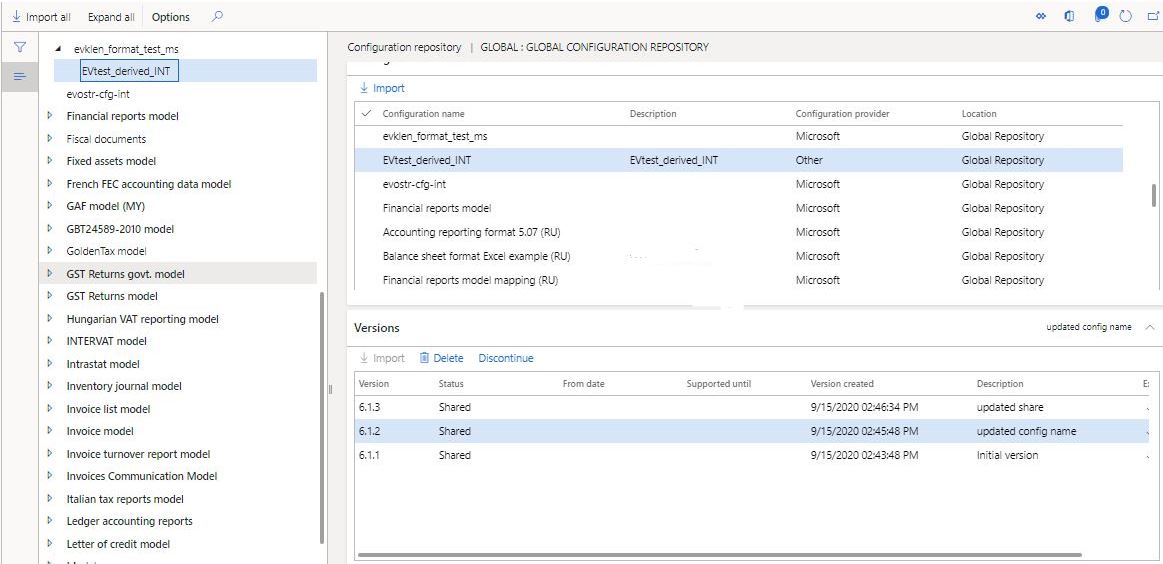 Import all Expand all Options
0
evklen_format_test_ms
EVtest_derived_INT
evostr-cfg-int
Financial reports model
Fiscal documents
Fixed assets model
French FEC accounting data model
GAF model (MY)
GBT24589-2010 model
GoldenTax model
GST Returns govt. model
GST Returns model
Hungarian VAT reporting model
INTERVAT model
Intrastat model
Inventory journal model
Invoice list model
Invoice model
Invoice turnover report model
Invoices Communication Model
Italian tax reports model
Ledger accounting reports
Letter of credit model
Configuration repository | GLOBAL : GLOBAL CONFIGURATION REPOSITORY
Import
Configuration name Description Configuration provider Location
evklen_format_test_ms Microsoft Global Repository
EVtest_derived_INT EVtest_derived_INT Other Global Repository
evostr-cfg-int Microsoft Global Repository
Financial reports model Microsoft Global Repository
Accounting reporting format 5.07 (RU) Microsoft Global Repository
Balance sheet format Excel example (RU) Microsoft Global Repository
Financial reports model mapping (RU) Microsoft Global Repository
Versions updated config name
Import Delete Discontinue
Version Status From date Supported until Version created Description
6.1.3 Shared 9/15/2020 02:46:34 PM updated share
6.1.2 Shared 9/15/2020 02:45:48 PM updated config name
6.1.1 Shared 9/15/2020 02:43:48 PM Initial version